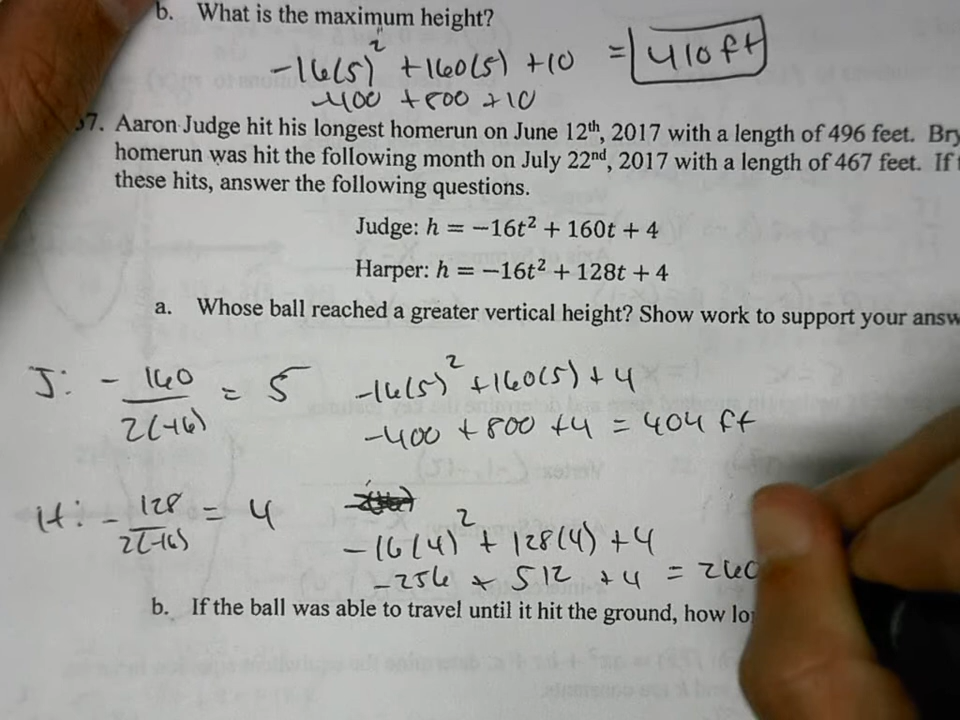 b. What is the maximum height?
-16(5)² +160(5) +10 = 410 ft
-400 +800 +10
37. Aaron Judge hit his longest homerun on June 12th, 2017 with a length of 496 feet. Bry
homerun was hit the following month on July 22nd, 2017 with a length of 467 feet. If
these hits, answer the following questions.
Judge: h = −16t² + 160t + 4
Harper: h = −16t² + 128t + 4
a. Whose ball reached a greater vertical height? Show work to support your answ
J: - 160 / 2(-16) = 5 -16(5)² +160(5) + 4
-400 + 800 +4 = 404 ft
H: - 128 / 2(-16) = 4
-16(4)² + 128(4) +4
-256 + 512 +4 = 260
b. If the ball was able to travel until it hit the ground, how lo